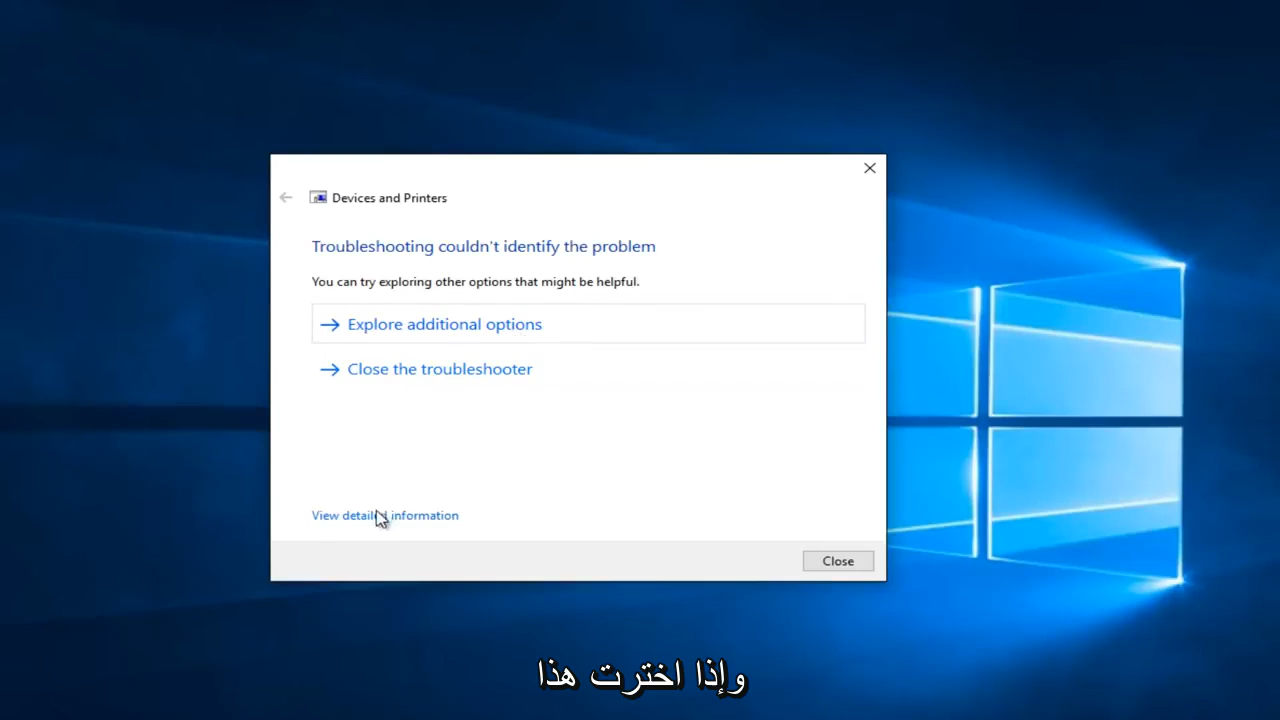 Devices and Printers
Troubleshooting couldn't identify the problem
You can try exploring other options that might be helpful.
Explore additional options
Close the troubleshooter
View detailed information
Close
وإذا اخترت هذا